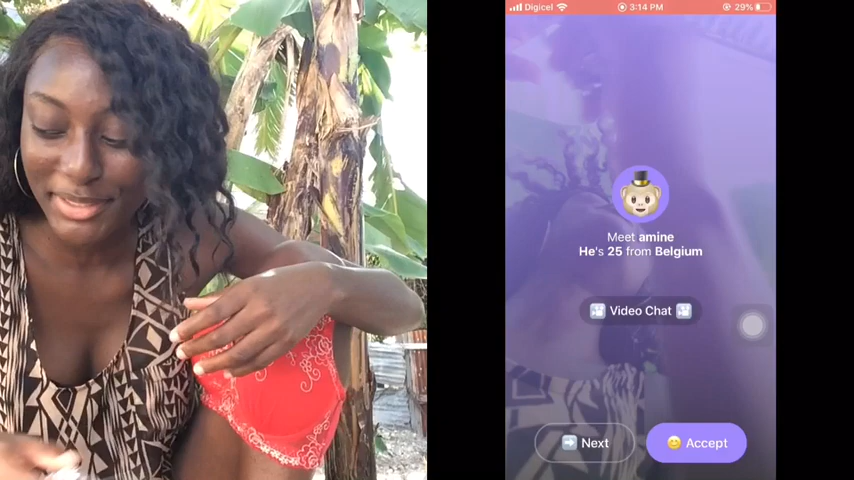 Digicel
3:14 PM
29%
Meet amine
He's 25 from Belgium
Video Chat
Next
Accept